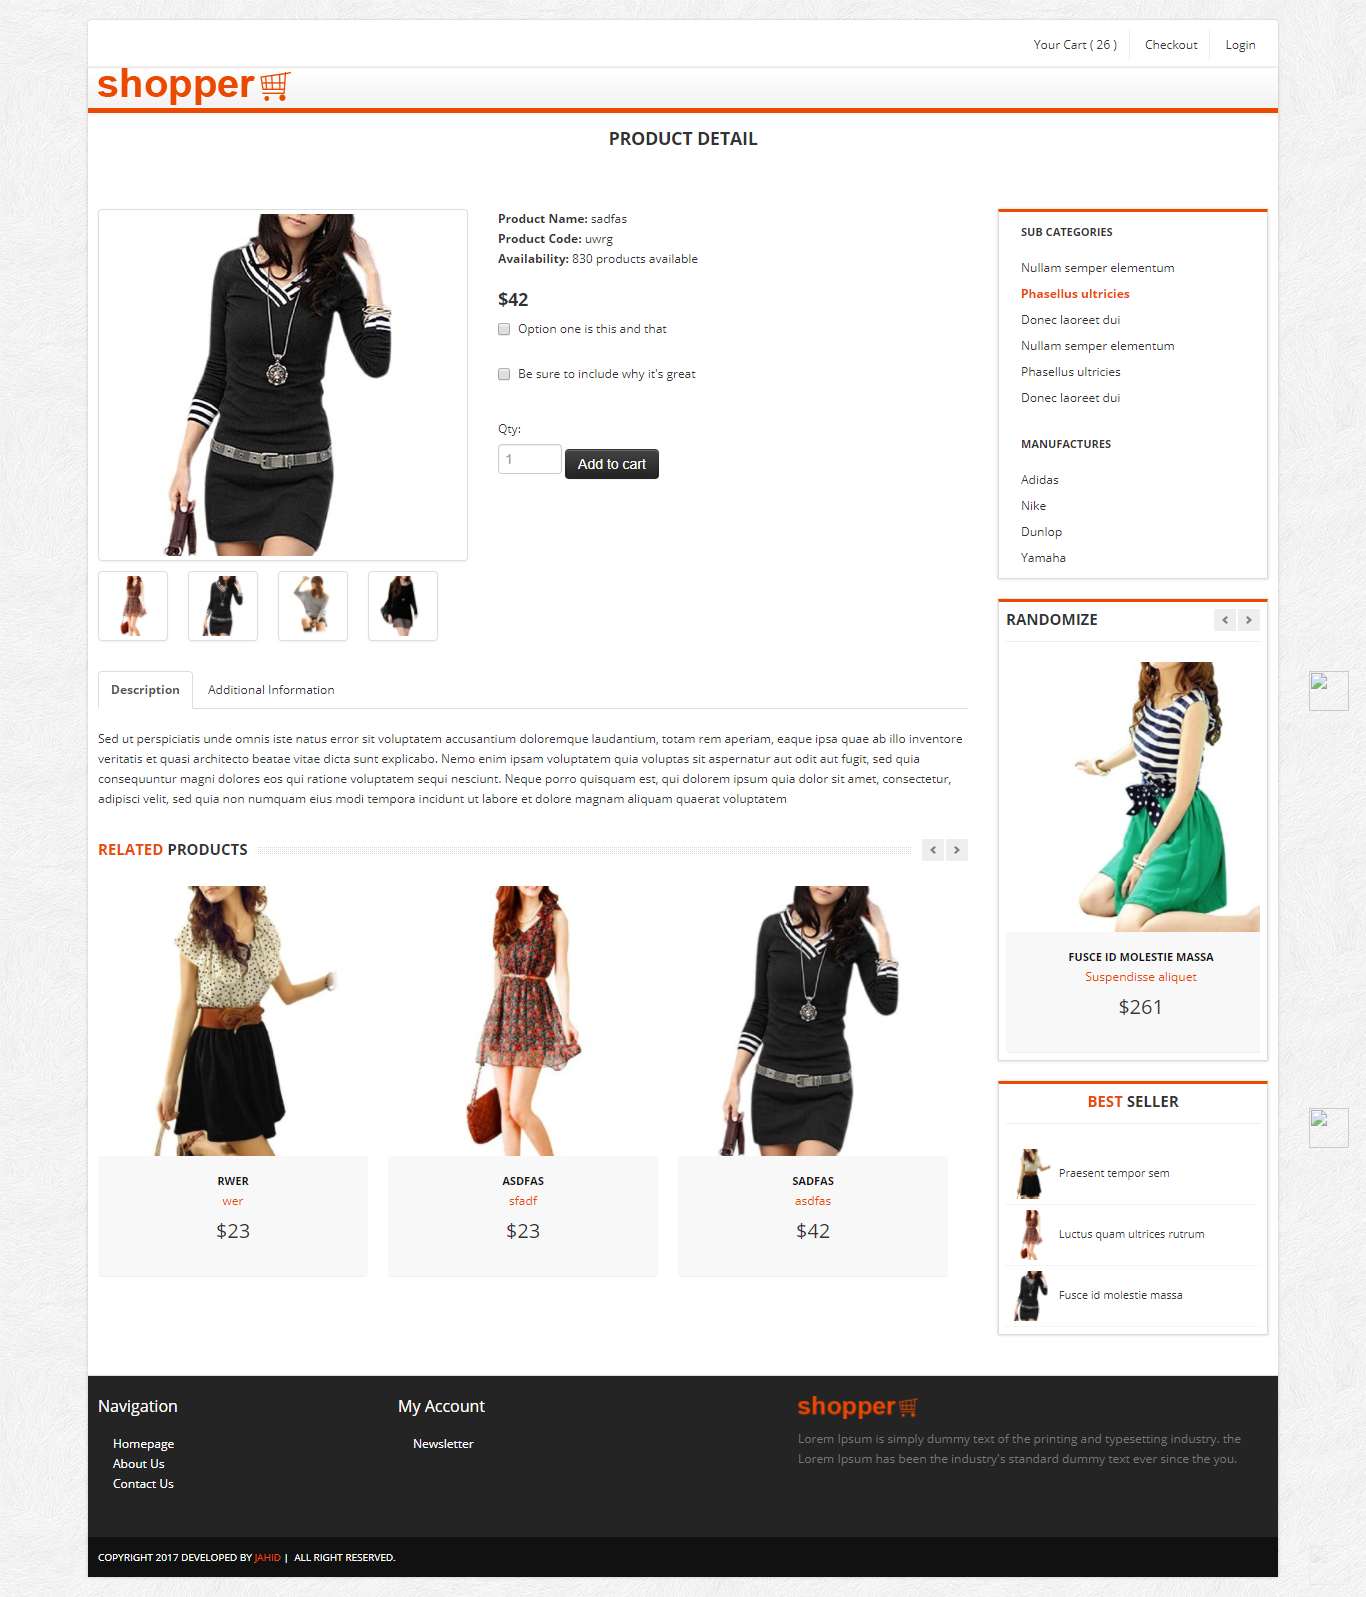 Your Cart ( 26 )
Checkout
Login
shopper
PRODUCT DETAIL
Product Name: sadfas
Product Code: uwrg
Availability: 830 products available
$42
Option one is this and that
Be sure to include why it's great
Qty:
1
Add to cart
Description
Additional Information
Sed ut perspiciatis unde omnis iste natus error sit voluptatem accusantium doloremque laudantium, totam rem aperiam, eaque ipsa quae ab illo inventore
veritatis et quasi architecto beatae vitae dicta sunt explicabo. Nemo enim ipsam voluptatem quia voluptas sit aspernatur aut odit aut fugit, sed quia
consequuntur magni dolores eos qui ratione voluptatem sequi nesciunt. Neque porro quisquam est, qui dolorem ipsum quia dolor sit amet, consectetur,
adipisci velit, sed quia non numquam eius modi tempora incidunt ut labore et dolore magnam aliquam quaerat voluptatem
RELATED PRODUCTS
RWER
wer
$23
ASDFAS
sfadf
$23
SADFAS
asdfas
$42
SUB CATEGORIES
Nullam semper elementum
Phasellus ultricies
Donec laoreet dui
Nullam semper elementum
Phasellus ultricies
Donec laoreet dui
MANUFACTURES
Adidas
Nike
Dunlop
Yamaha
RANDOMIZE
FUSCE ID MOLESTIE MASSA
Suspendisse aliquet
$261
BEST SELLER
Praesent tempor sem
Luctus quam ultrices rutrum
Fusce id molestie massa
Navigation
Homepage
About Us
Contact Us
My Account
Newsletter
shopper
Lorem Ipsum is simply dummy text of the printing and typesetting industry. the
Lorem Ipsum has been the industry's standard dummy text ever since the you.
COPYRIGHT 2017 DEVELOPED BY JAHID | ALL RIGHT RESERVED.